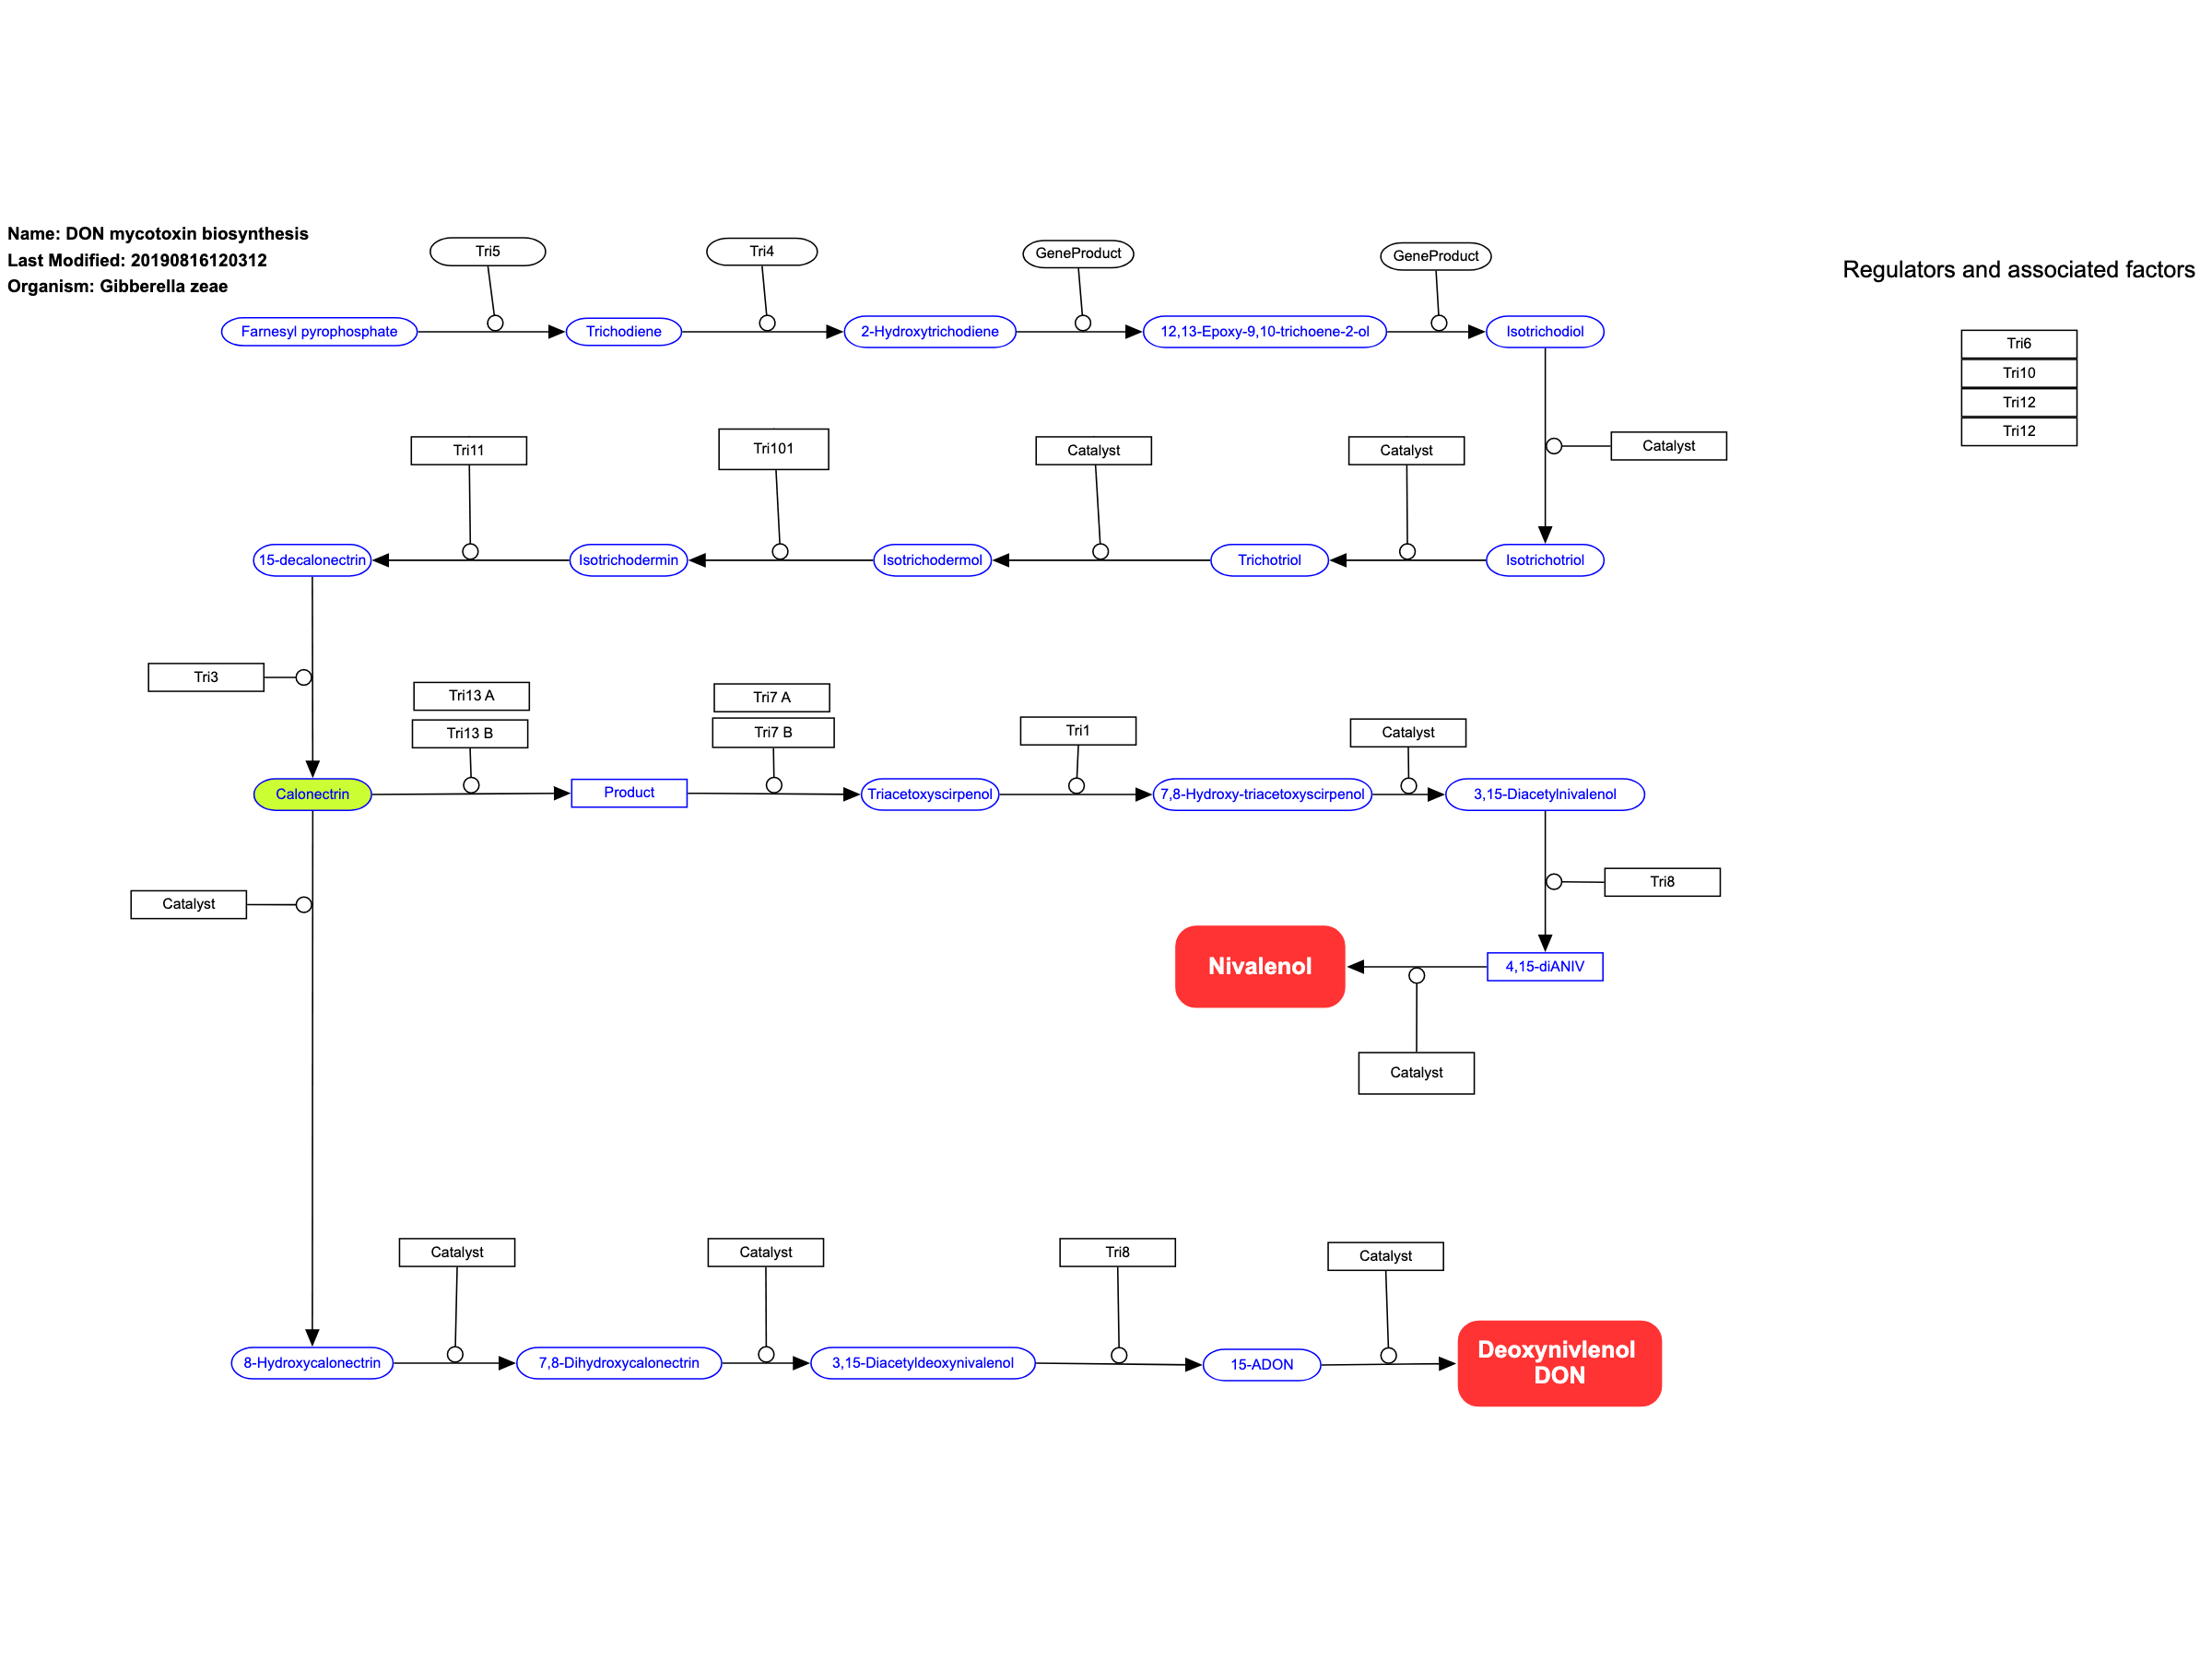 Name: DON mycotoxin biosynthesis
Last Modified: 20190816120312
Organism: Gibberella zeae
Tri5
Tri4
GeneProduct
GeneProduct
Regulators and associated factors
Farnesyl pyrophosphate
Trichodiene
2-Hydroxytrichodiene
12,13-Epoxy-9,10-trichoene-2-ol
Isotrichodiol
Tri6
Tri10
Tri12
Tri12
Tri11
Tri101
Catalyst
Catalyst
Catalyst
15-decalonectrin
Isotrichodermin
Isotrichodermol
Trichotriol
Isotrichotriol
Tri3
Tri13 A
Tri13 B
Tri7 A
Tri7 B
Tri1
Catalyst
Calonectrin
Product
Triacetoxyscirpenol
7,8-Hydroxy-triacetoxyscirpenol
3,15-Diacetylnivalenol
Catalyst
Tri8
Nivalenol
4,15-diANIV
Catalyst
Catalyst
Catalyst
Tri8
Catalyst
8-Hydroxycalonectrin
7,8-Dihydroxycalonectrin
3,15-Diacetyldeoxynivalenol
15-ADON
Deoxynivlenol
DON